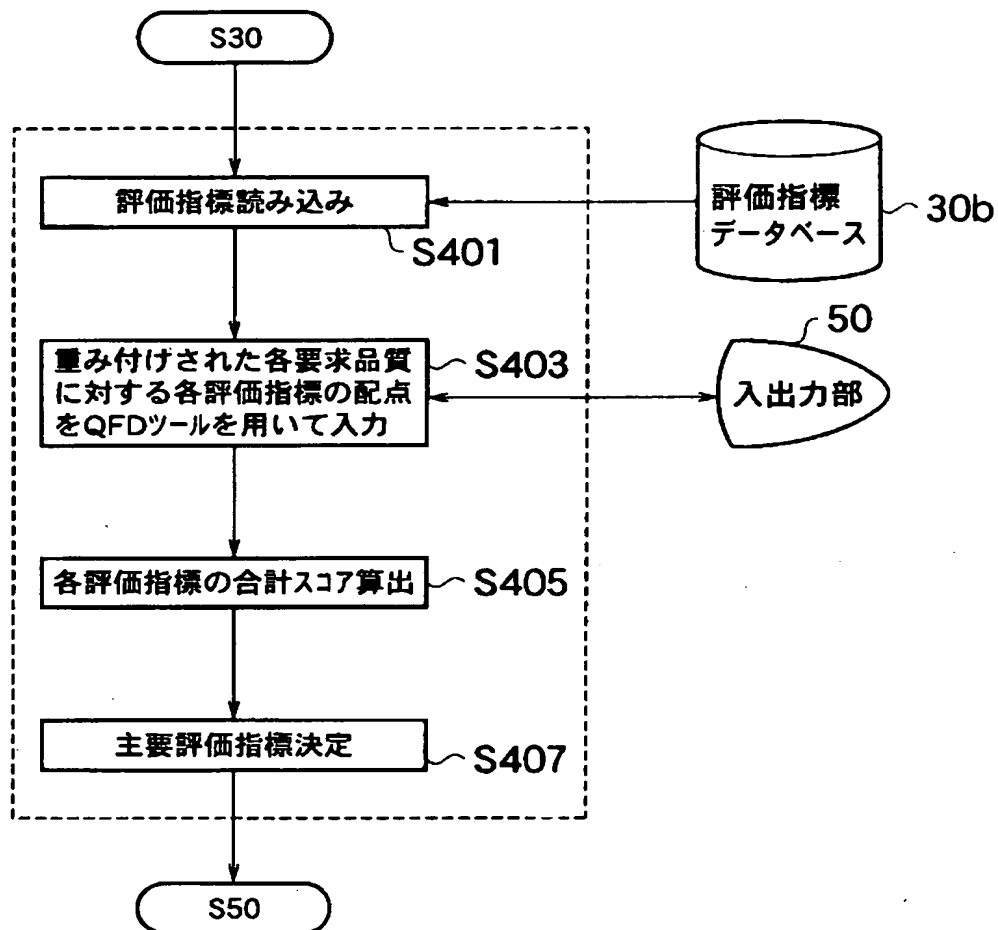 S30
評価指標読み込み
S401
評価指標
データベース
30b
重み付けされた各要求品質
に対する各評価指標の配点
をQFDツールを用いて入力
S403
50
入出力部
各評価指標の合計スコア算出
S405
主要評価指標決定
S407
S50